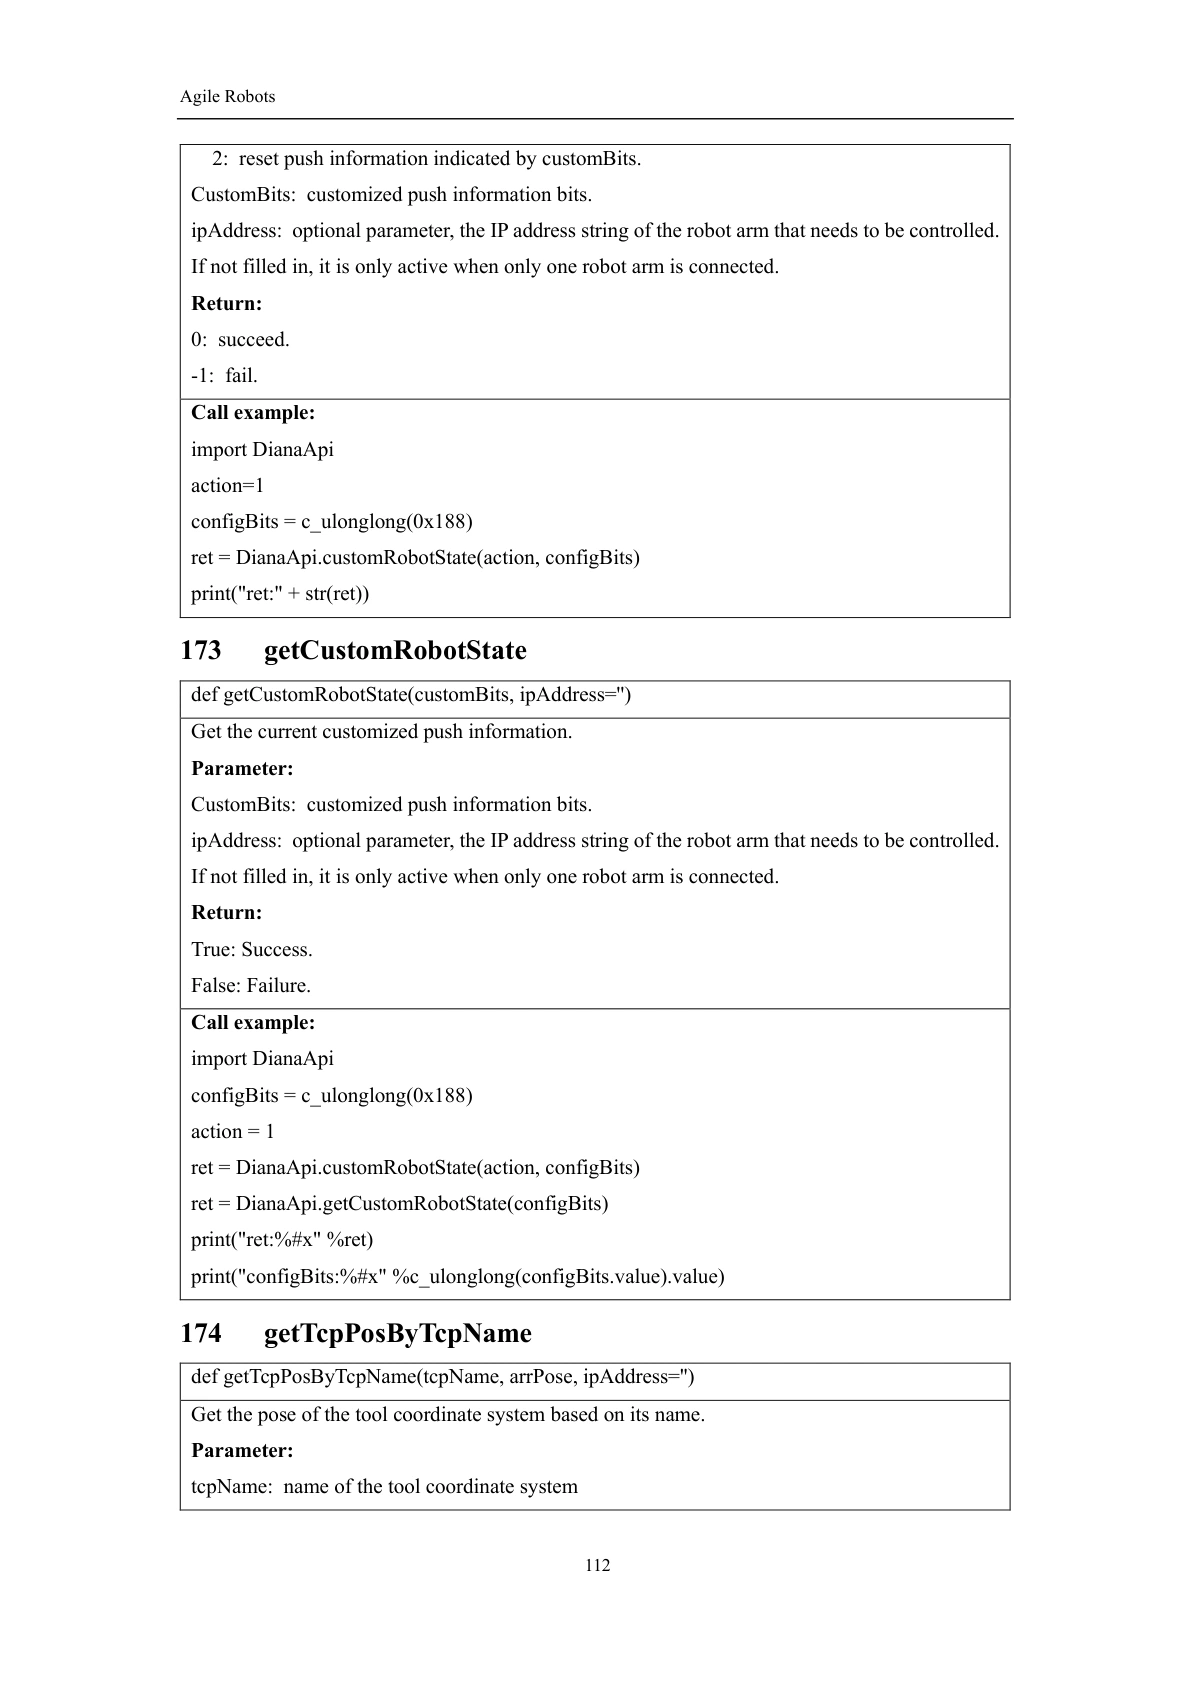 Agile Robots
2: reset push information indicated by customBits.
CustomBits: customized push information bits.
ipAddress: optional parameter, the IP address string of the robot arm that needs to be controlled.
If not filled in, it is only active when only one robot arm is connected.
Return:
0: succeed.
-1: fail.
Call example:
import DianaApi
action=1
configBits = c_ulonglong(0x188)
ret = DianaApi.customRobotState(action, configBits)
print("ret:" + str(ret))
173 getCustomRobotState
def getCustomRobotState(customBits, ipAddress='')
Get the current customized push information.
Parameter:
CustomBits: customized push information bits.
ipAddress: optional parameter, the IP address string of the robot arm that needs to be controlled.
If not filled in, it is only active when only one robot arm is connected.
Return:
True: Success.
False: Failure.
Call example:
import DianaApi
configBits = c_ulonglong(0x188)
action = 1
ret = DianaApi.customRobotState(action, configBits)
ret = DianaApi.getCustomRobotState(configBits)
print("ret:%#x" %ret)
print("configBits:%#x" %c_ulonglong(configBits.value).value)
174 getTcpPosByTcpName
def getTcpPosByTcpName(tcpName, arrPose, ipAddress='')
Get the pose of the tool coordinate system based on its name.
Parameter:
tcpName: name of the tool coordinate system
112